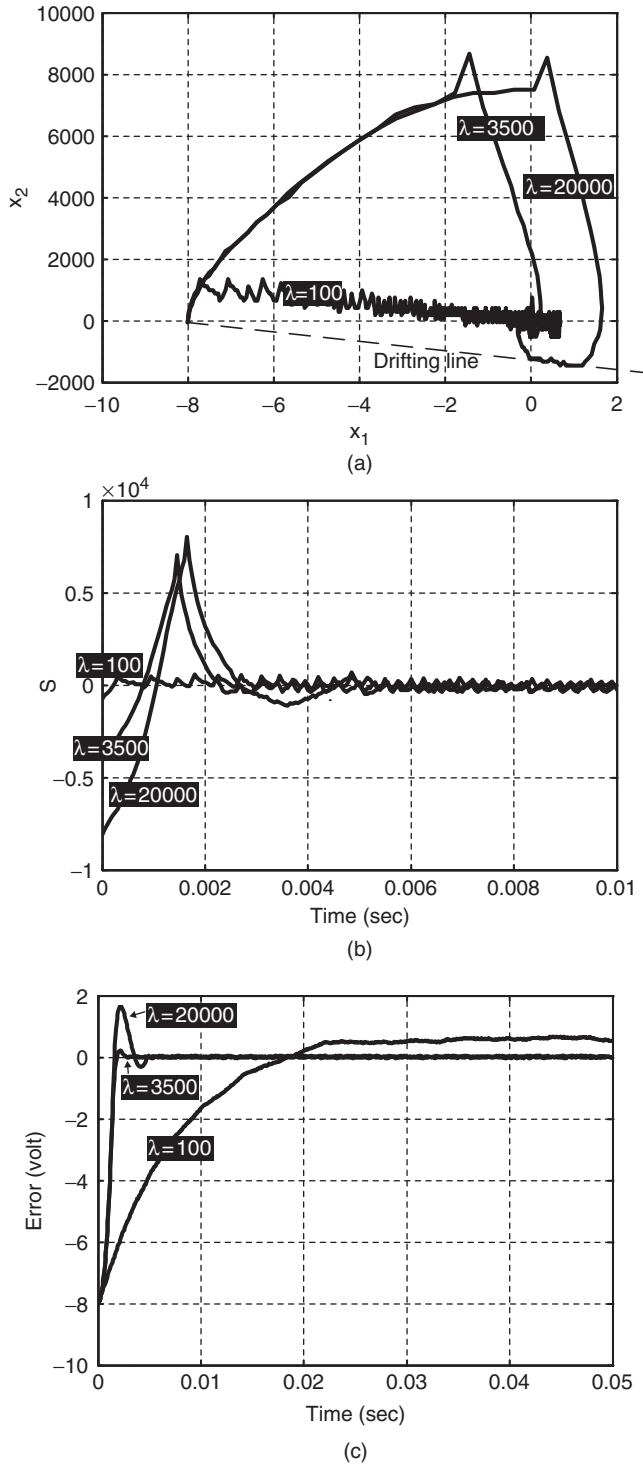 10000
8000
6000
4000
2000
0
−2000
x₂
λ=3500
λ=20000
λ=100
Drifting line
−10 −8 −6 −4 −2 0 2
x₁
(a)
×10⁴
1
0.5
0
−0.5
−1
S
λ=100
λ=3500
λ=20000
0 0.002 0.004 0.006 0.008 0.01
Time (sec)
(b)
2
0
−2
−4
−6
−8
−10
Error (volt)
λ=20000
λ=3500
λ=100
0 0.01 0.02 0.03 0.04 0.05
Time (sec)
(c)